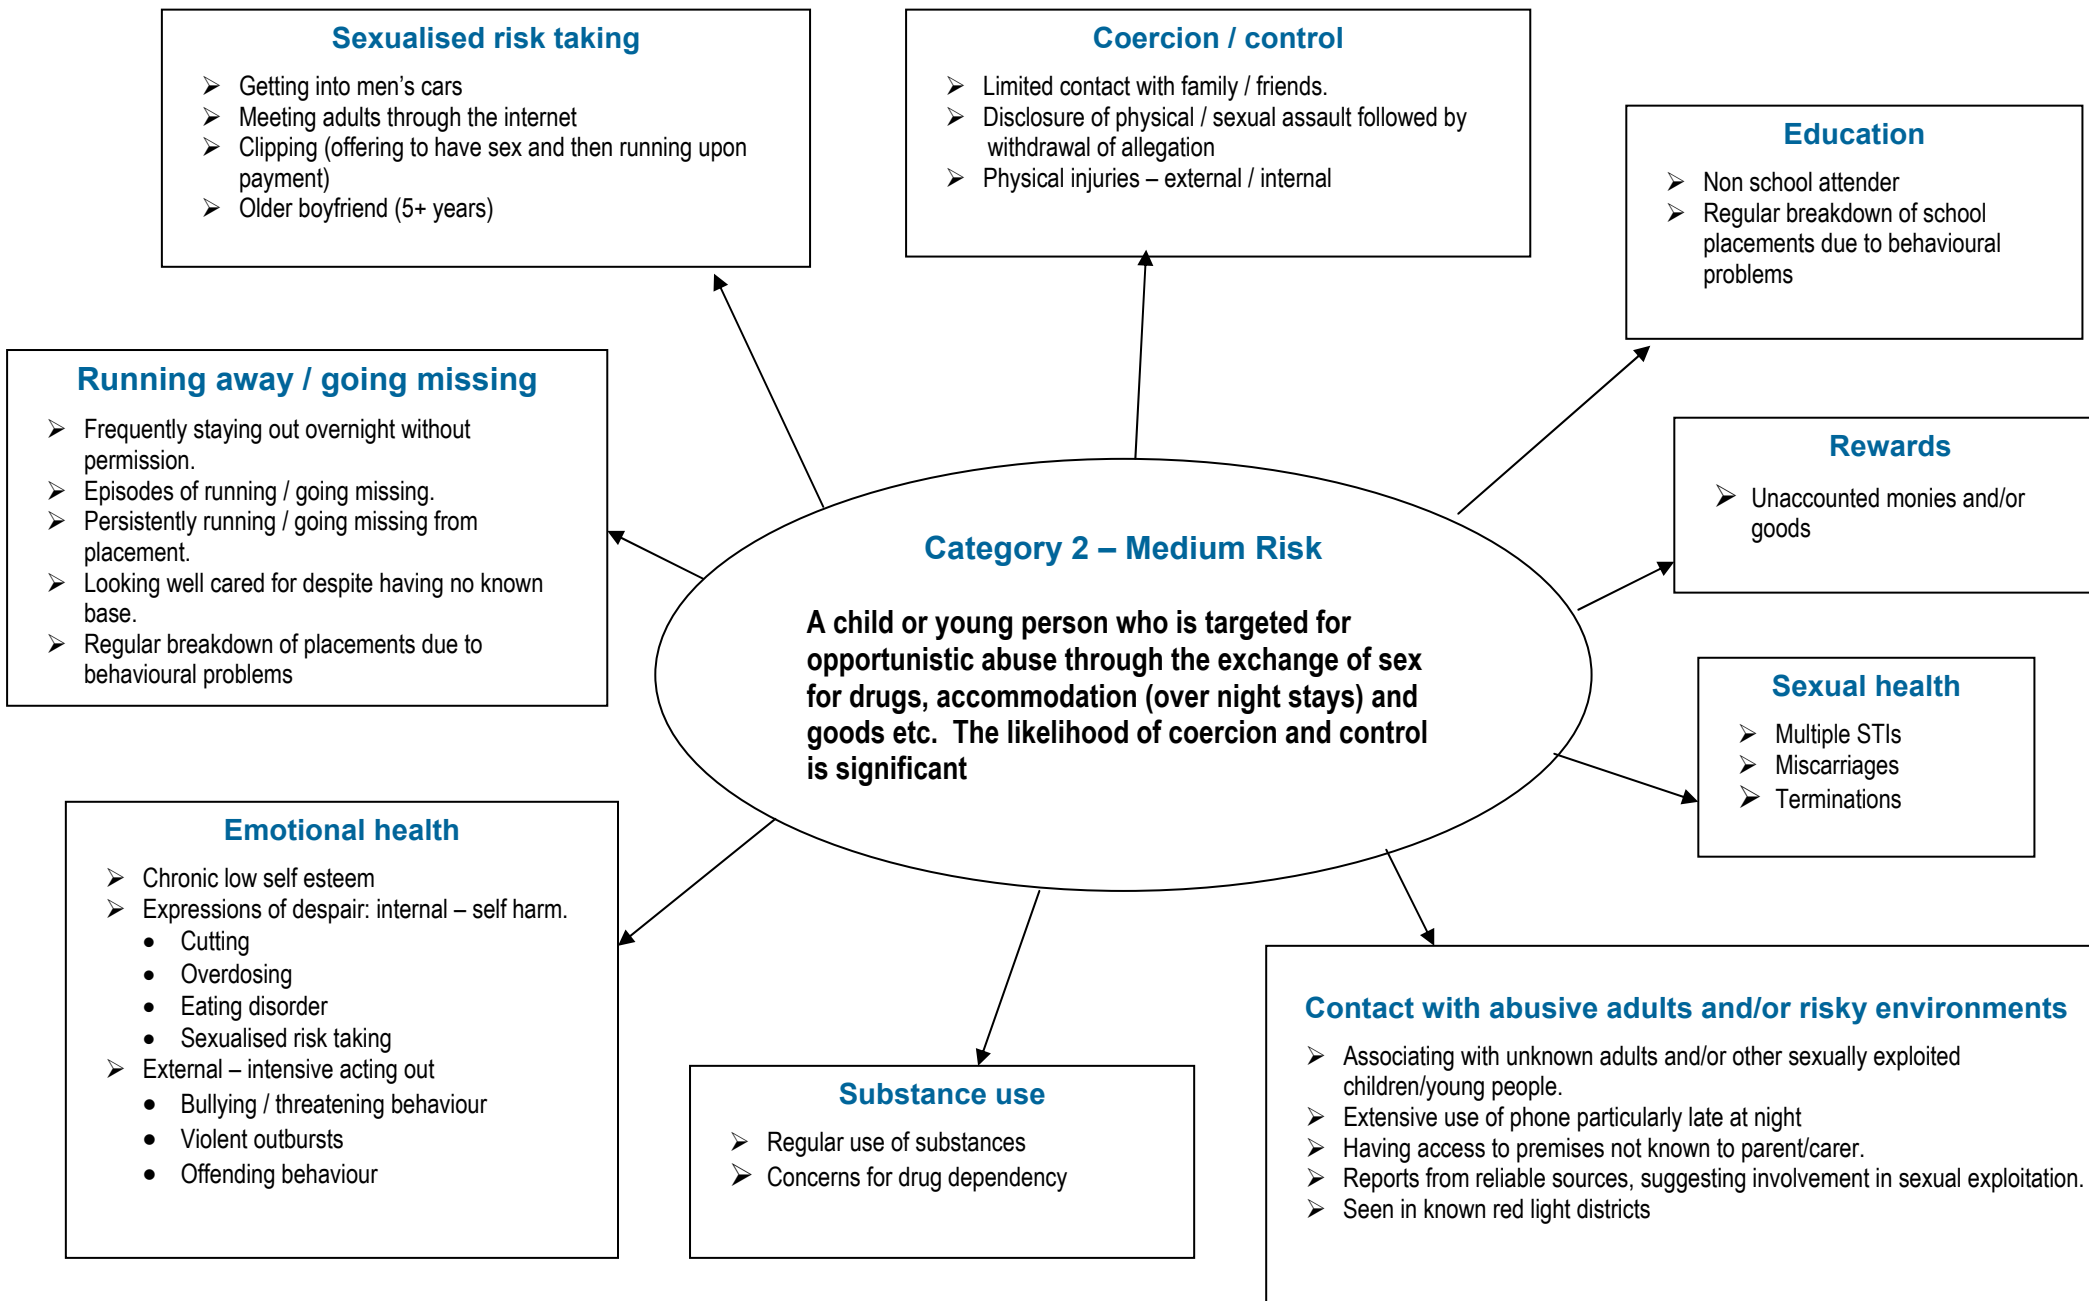 Sexualised risk taking
➢ Getting into men's cars
➢ Meeting adults through the internet
➢ Clipping (offering to have sex and then running upon
payment)
➢ Older boyfriend (5+ years)
Coercion / control
➢ Limited contact with family / friends.
➢ Disclosure of physical / sexual assault followed by
withdrawal of allegation
➢ Physical injuries – external / internal
Education
➢ Non school attender
➢ Regular breakdown of school
placements due to behavioural
problems
Running away / going missing
➢ Frequently staying out overnight without
permission.
➢ Episodes of running / going missing.
➢ Persistently running / going missing from
placement.
➢ Looking well cared for despite having no known
base.
➢ Regular breakdown of placements due to
behavioural problems
Rewards
➢ Unaccounted monies and/or
goods
Category 2 – Medium Risk
A child or young person who is targeted for
opportunistic abuse through the exchange of sex
for drugs, accommodation (over night stays) and
goods etc.  The likelihood of coercion and control
is significant
Sexual health
➢ Multiple STIs
➢ Miscarriages
➢ Terminations
Emotional health
➢ Chronic low self esteem
➢ Expressions of despair: internal – self harm.
• Cutting
• Overdosing
• Eating disorder
• Sexualised risk taking
➢ External – intensive acting out
• Bullying / threatening behaviour
• Violent outbursts
• Offending behaviour
Substance use
➢ Regular use of substances
➢ Concerns for drug dependency
Contact with abusive adults and/or risky environments
➢ Associating with unknown adults and/or other sexually exploited
children/young people.
➢ Extensive use of phone particularly late at night
➢ Having access to premises not known to parent/carer.
➢ Reports from reliable sources, suggesting involvement in sexual exploitation.
➢ Seen in known red light districts